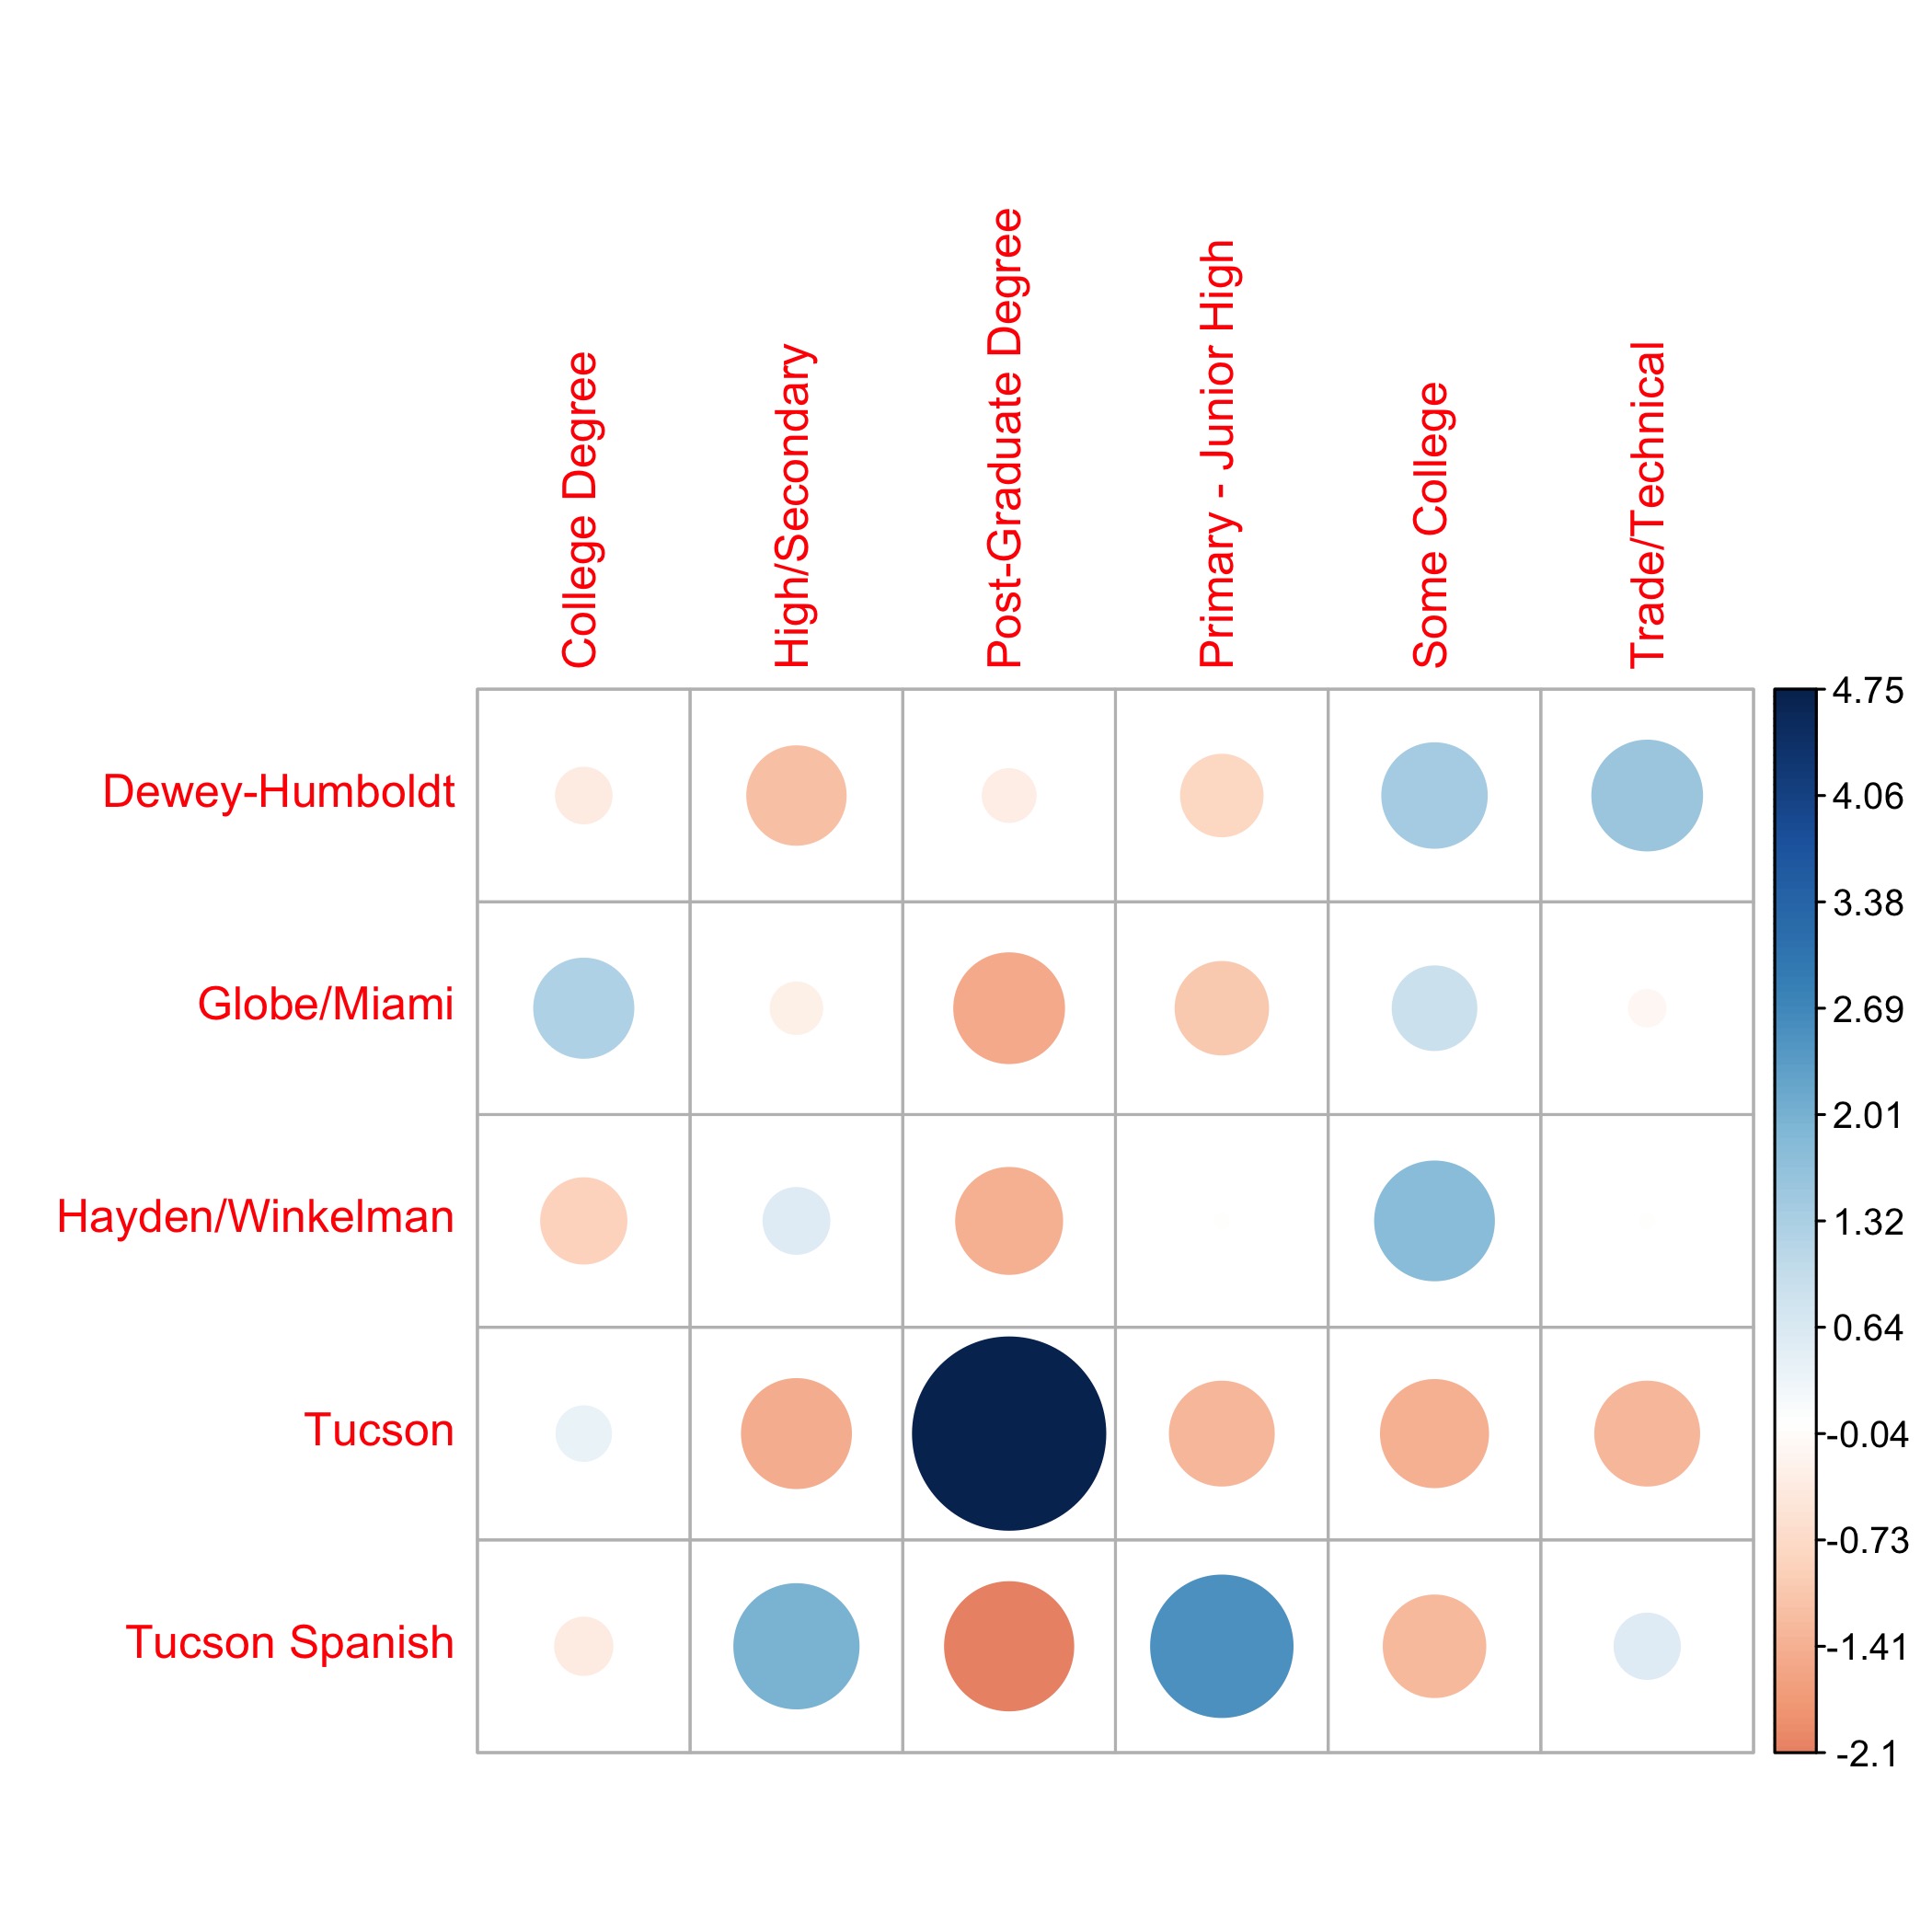 College Degree
High/Secondary
Post-Graduate Degree
Primary - Junior High
Some College
Trade/Technical
Dewey-Humboldt
Globe/Miami
Hayden/Winkelman
Tucson
Tucson Spanish
4.75
4.06
3.38
2.69
2.01
1.32
0.64
-0.04
-0.73
-1.41
-2.1